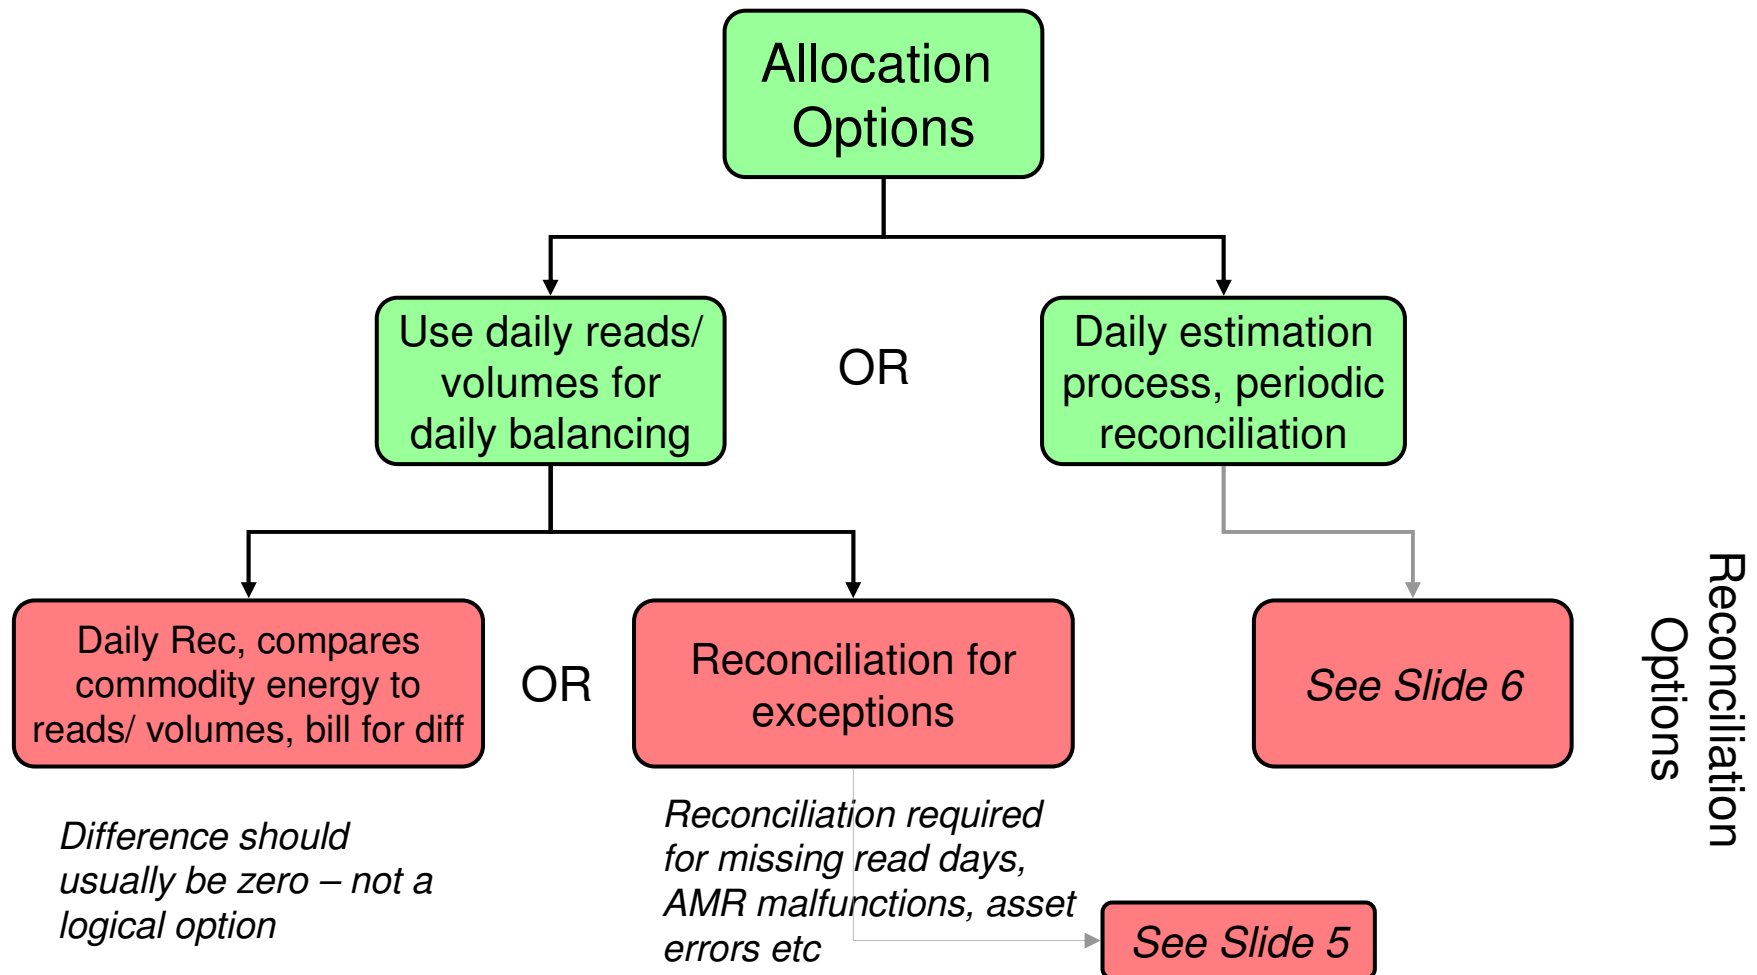 Allocation
Options
Use daily reads/
volumes for
daily balancing
OR
Daily estimation
process, periodic
reconciliation
Daily Rec, compares
commodity energy to
reads/ volumes, bill for diff
OR
Reconciliation for
exceptions
See Slide 6
Reconciliation
Options
Difference should
usually be zero – not a
logical option
Reconciliation required
for missing read days,
AMR malfunctions, asset
errors etc
See Slide 5